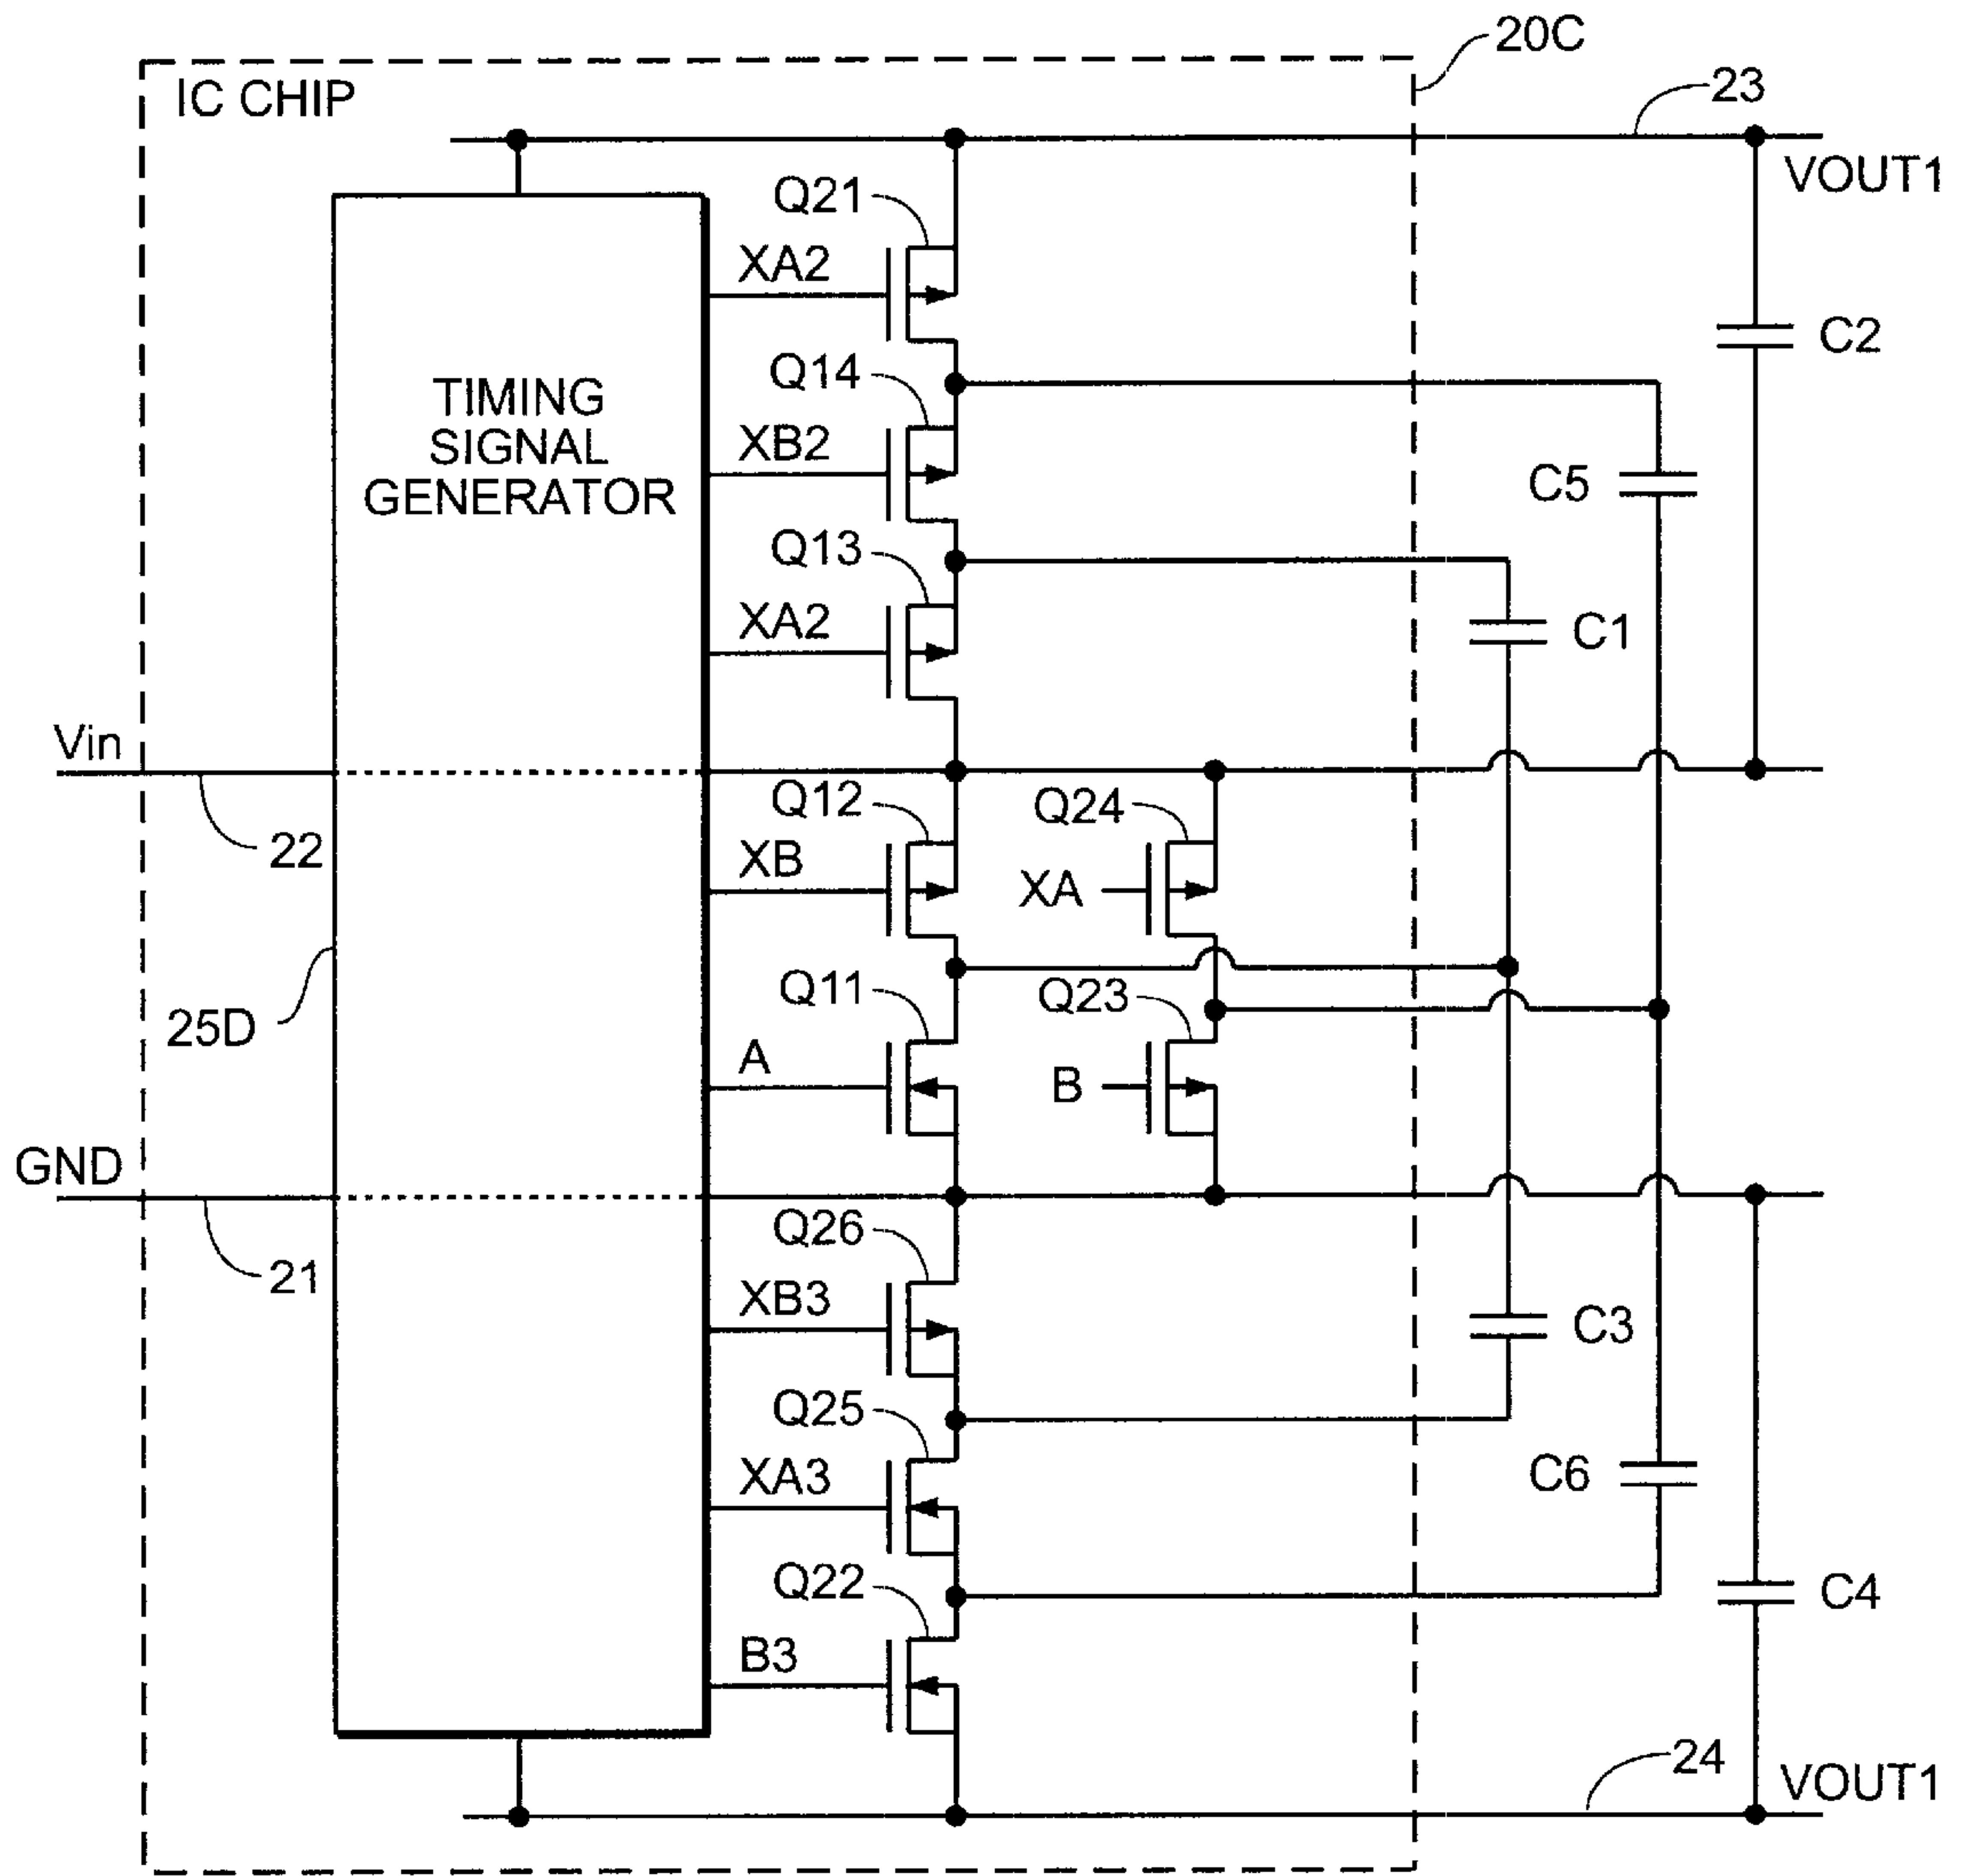 20C
IC CHIP
23
VOUT1
Q21
XA2
C2
Q14
TIMING
SIGNAL
GENERATOR
XB2
C5
Q13
XA2
C1
Vin
Q12
Q24
22
XB
XA
Q11
Q23
25D
A
B
GND
Q26
21
XB3
C3
Q25
XA3
C6
Q22
C4
B3
24
VOUT1